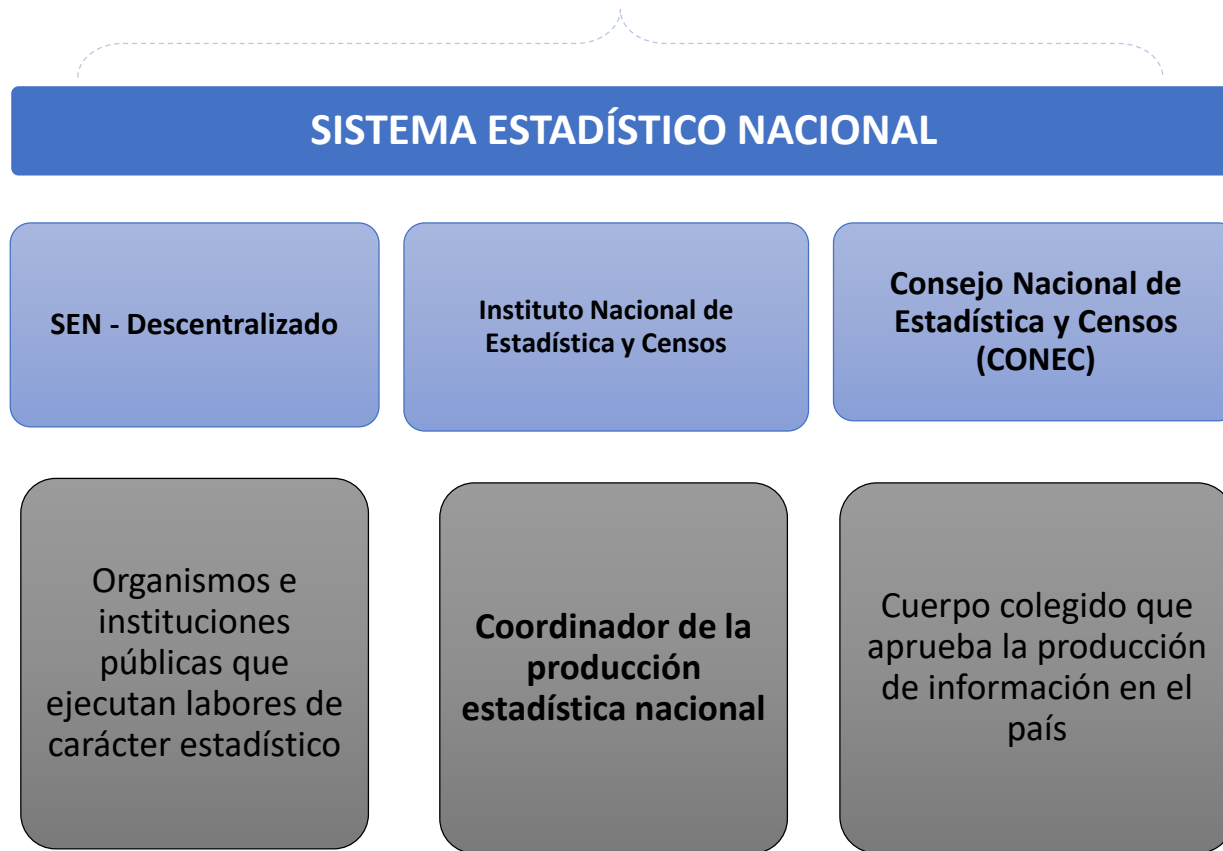 SISTEMA ESTADÍSTICO NACIONAL
SEN - Descentralizado
Instituto Nacional de
Estadística y Censos
Consejo Nacional de
Estadística y Censos
(CONEC)
Organismos e
instituciones
públicas que
ejecutan labores de
carácter estadístico
Coordinador de la
producción
estadística nacional
Cuerpo colegido que
aprueba la producción
de información en el
país